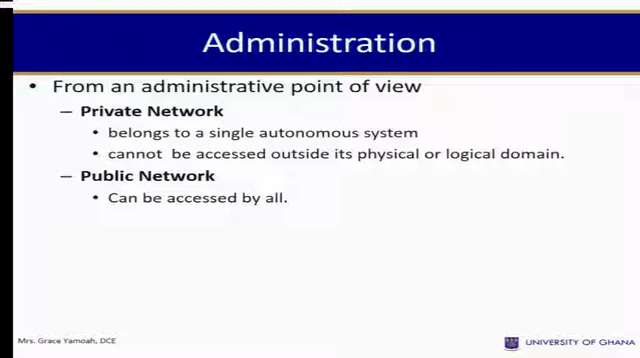 Administration
• From an administrative point of view
– Private Network
• belongs to a single autonomous system
• cannot be accessed outside its physical or logical domain.
– Public Network
• Can be accessed by all.
Mrs. Grace Yamoah, DCE
UNIVERSITY OF GHANA